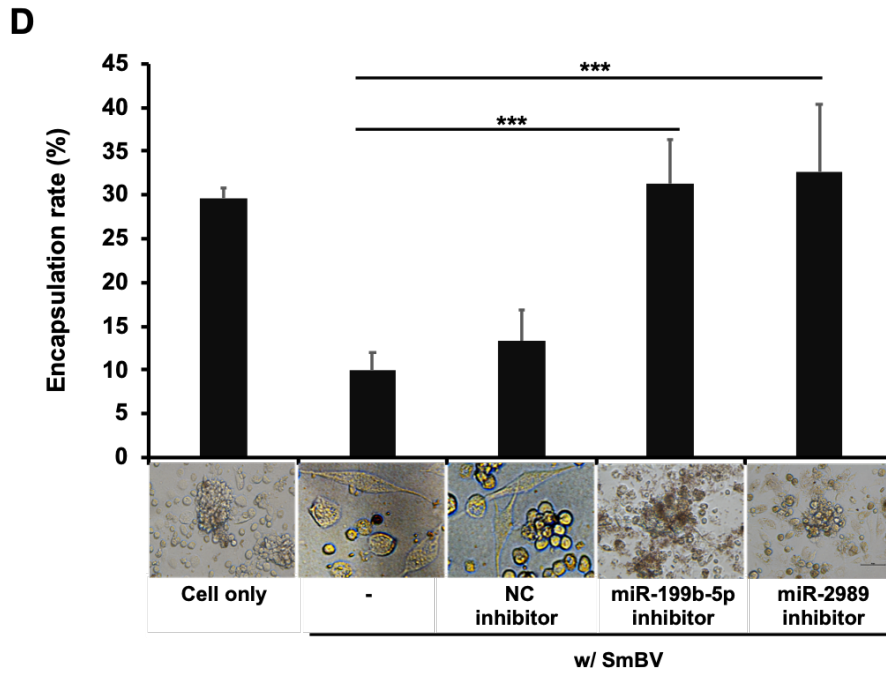 D
Encapsulation rate (%)
45
40
35
30
25
20
15
10
5
0
***
***
Cell only
-
NC
inhibitor
miR-199b-5p
inhibitor
miR-2989
inhibitor
w/ SmBV